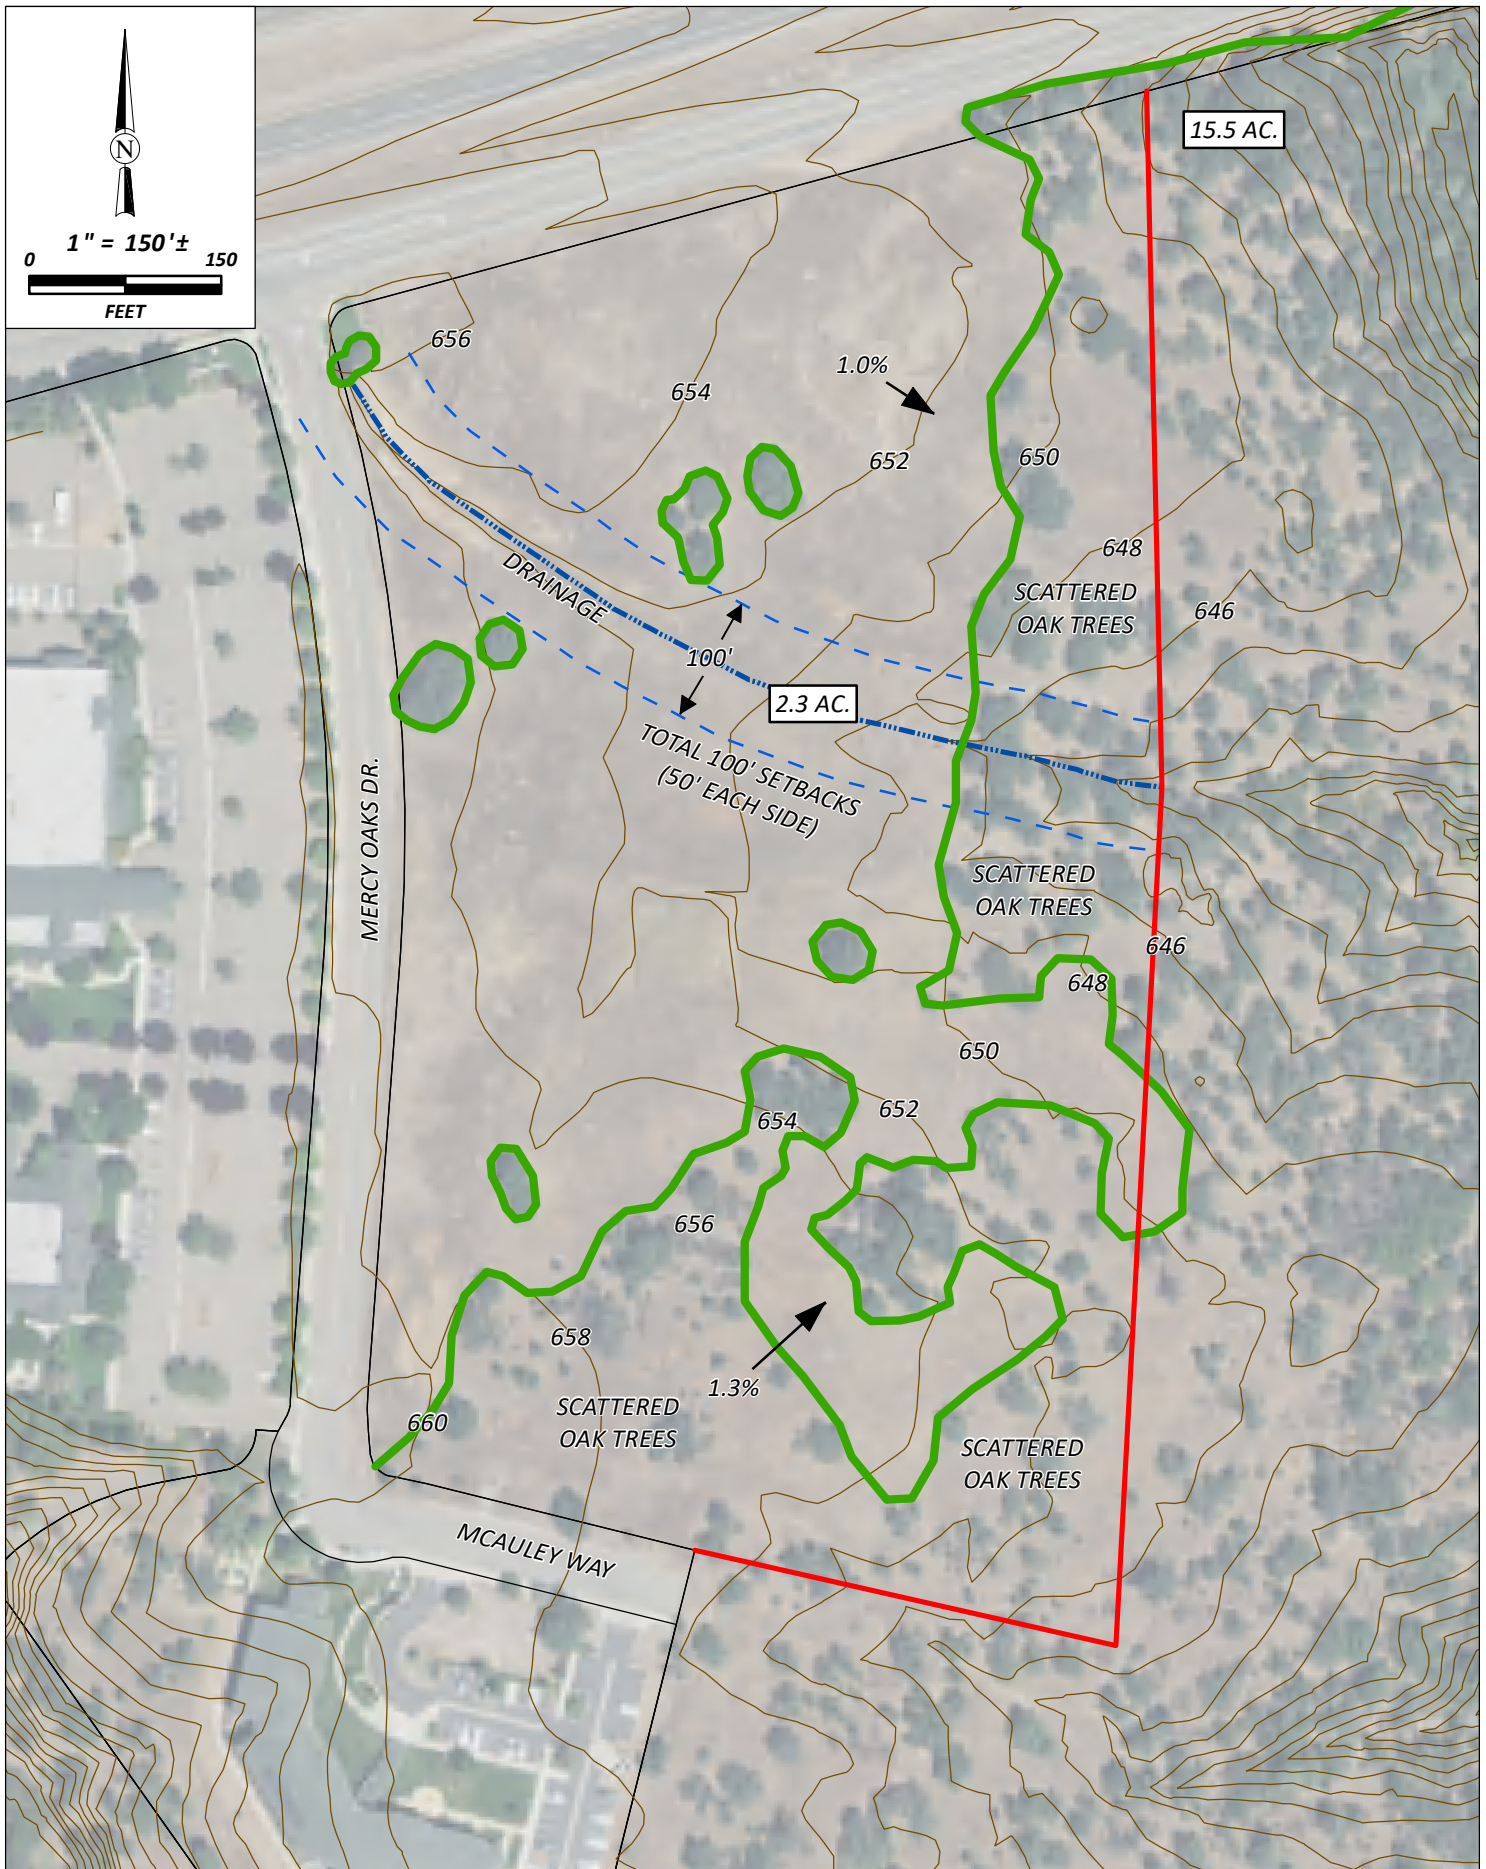 N
1" = 150'±
0 150
FEET
15.5 AC.
656
654
1.0%
652
650
648
646
SCATTERED
OAK TREES
DRAINAGE
100'
2.3 AC.
TOTAL 100' SETBACKS
(50' EACH SIDE)
MERCY OAKS DR.
SCATTERED
OAK TREES
646
648
650
652
654
656
658
1.3%
660
SCATTERED
OAK TREES
SCATTERED
OAK TREES
MCAULEY WAY